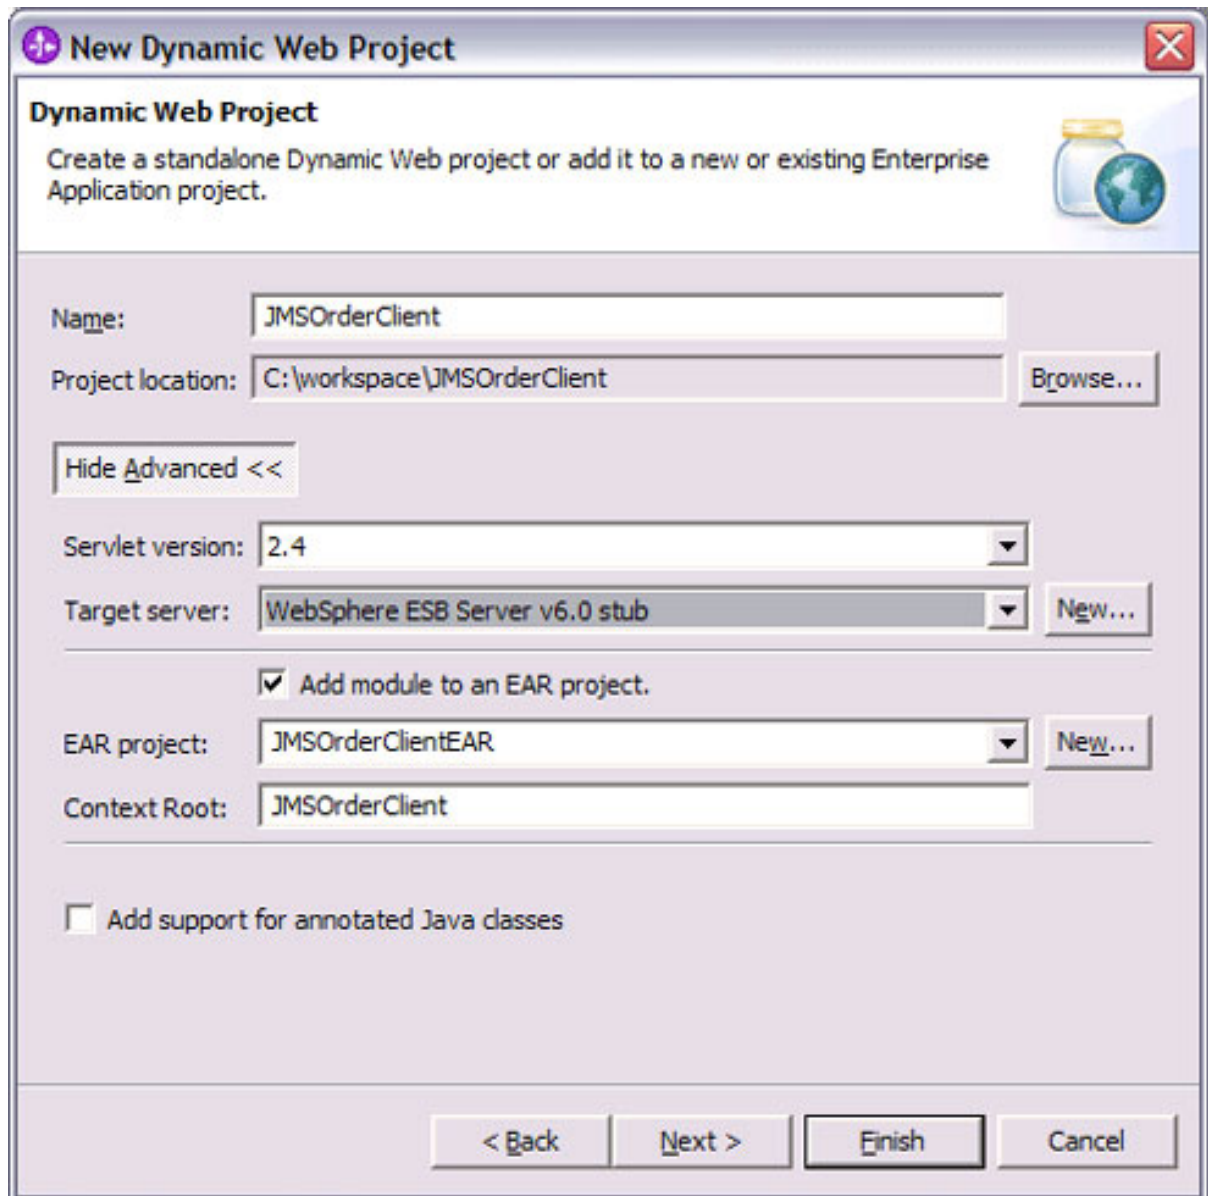 New Dynamic Web Project
Dynamic Web Project
Create a standalone Dynamic Web project or add it to a new or existing Enterprise
Application project.
Name: JMSOrderClient
Project location: C:\workspace\JMSOrderClient Browse...
Hide Advanced <<
Servlet version: 2.4
Target server: WebSphere ESB Server v6.0 stub New...
Add module to an EAR project.
EAR project: JMSOrderClientEAR New...
Context Root: JMSOrderClient
Add support for annotated Java classes
< Back Next > Finish Cancel